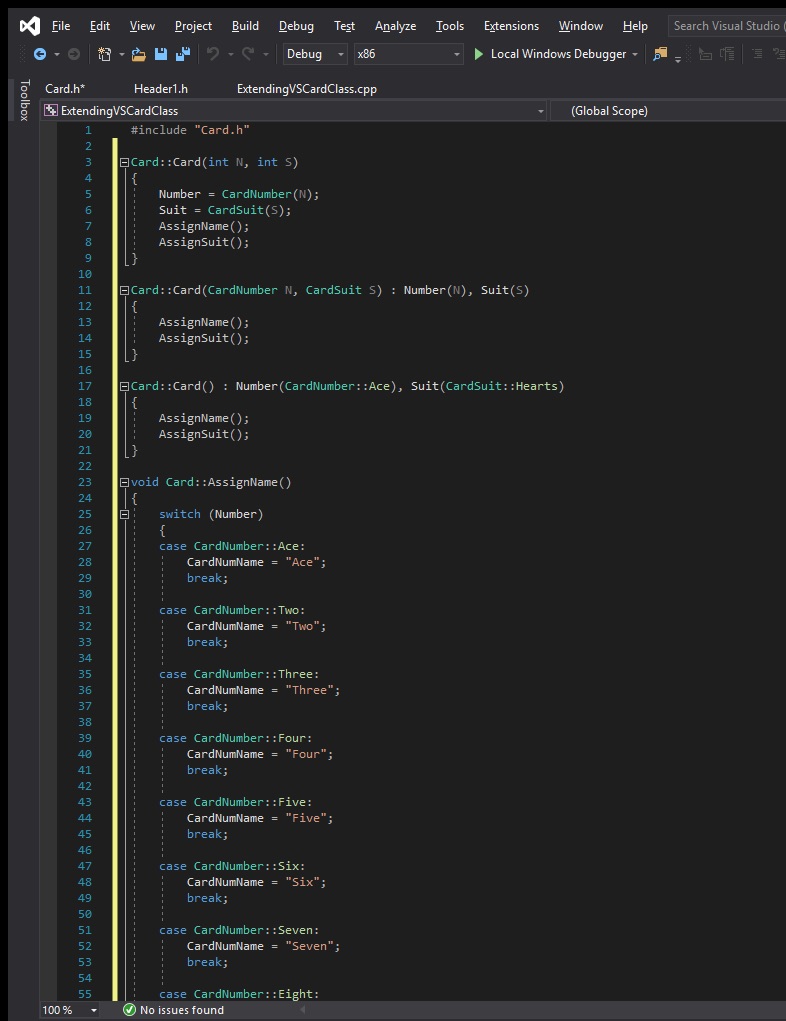 File Edit View Project Build Debug Test Analyze Tools Extensions Window Help Search Visual Studio (
Debug x86 Local Windows Debugger
Toolbox
Card.h* Header1.h ExtendingVSCardClass.cpp
ExtendingVSCardClass (Global Scope)
1 #include "Card.h"
2
3 Card::Card(int N, int S)
4 {
5 Number = CardNumber(N);
6 Suit = CardSuit(S);
7 AssignName();
8 AssignSuit();
9 }
10
11 Card::Card(CardNumber N, CardSuit S) : Number(N), Suit(S)
12 {
13 AssignName();
14 AssignSuit();
15 }
16
17 Card::Card() : Number(CardNumber::Ace), Suit(CardSuit::Hearts)
18 {
19 AssignName();
20 AssignSuit();
21 }
22
23 void Card::AssignName()
24 {
25 switch (Number)
26 {
27 case CardNumber::Ace:
28 CardNumName = "Ace";
29 break;
30
31 case CardNumber::Two:
32 CardNumName = "Two";
33 break;
34
35 case CardNumber::Three:
36 CardNumName = "Three";
37 break;
38
39 case CardNumber::Four:
40 CardNumName = "Four";
41 break;
42
43 case CardNumber::Five:
44 CardNumName = "Five";
45 break;
46
47 case CardNumber::Six:
48 CardNumName = "Six";
49 break;
50
51 case CardNumber::Seven:
52 CardNumName = "Seven";
53 break;
54
55 case CardNumber::Eight:
100 % No issues found